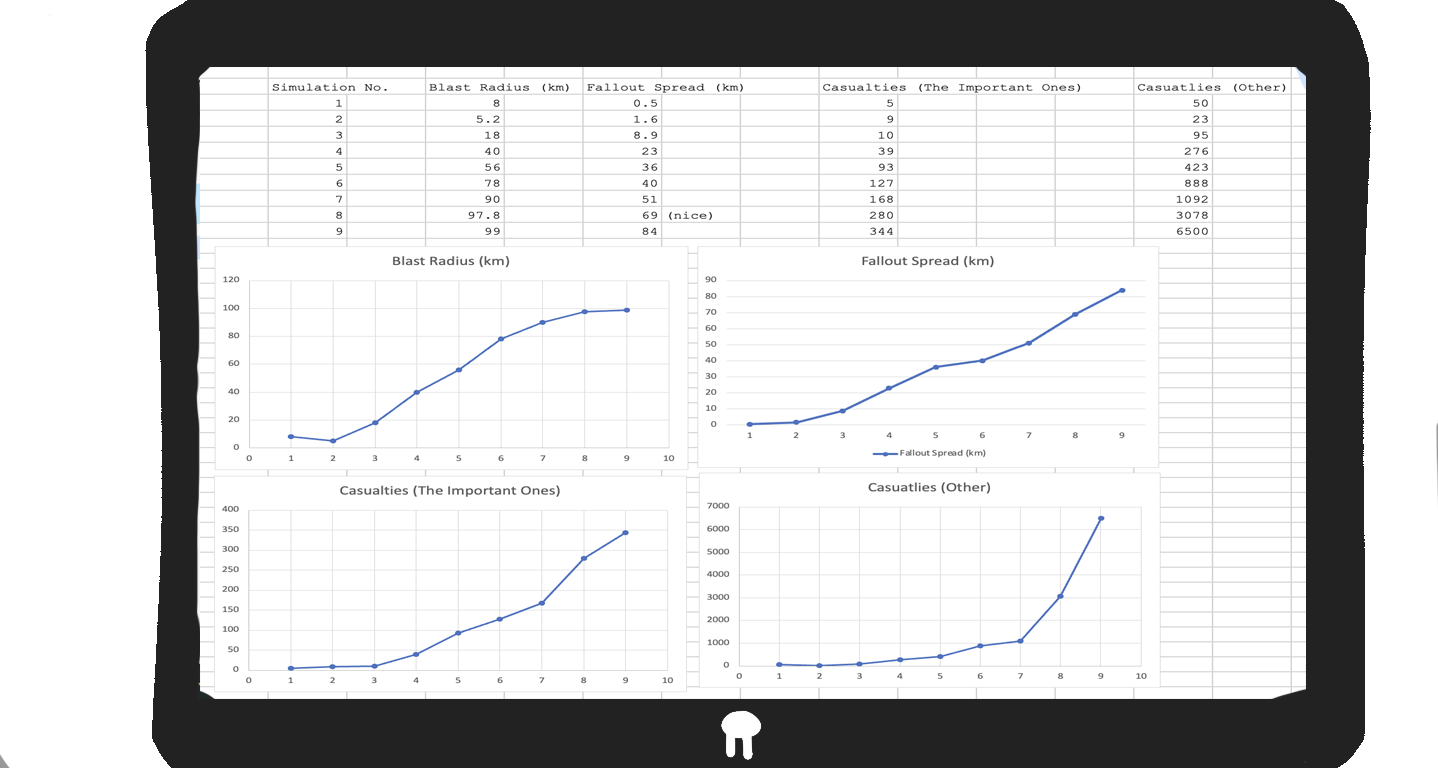 Simulation No. Blast Radius (km) Fallout Spread (km) Casualties (The Important Ones) Casuatlies (Other)
1 8 0.5 5 50
2 5.2 1.6 9 23
3 18 8.9 10 95
4 40 23 39 276
5 56 36 93 423
6 78 40 127 888
7 90 51 168 1092
8 97.8 69 (nice) 280 3078
9 99 84 344 6500
Blast Radius (km)
120
100
80
60
40
20
0
0 1 2 3 4 5 6 7 8 9 10
Fallout Spread (km)
90
80
70
60
50
40
30
20
10
0
1 2 3 4 5 6 7 8 9
Fallout Spread (km)
Casualties (The Important Ones)
400
350
300
250
200
150
100
50
0
0 1 2 3 4 5 6 7 8 9 10
Casuatlies (Other)
7000
6000
5000
4000
3000
2000
1000
0
0 1 2 3 4 5 6 7 8 9 10